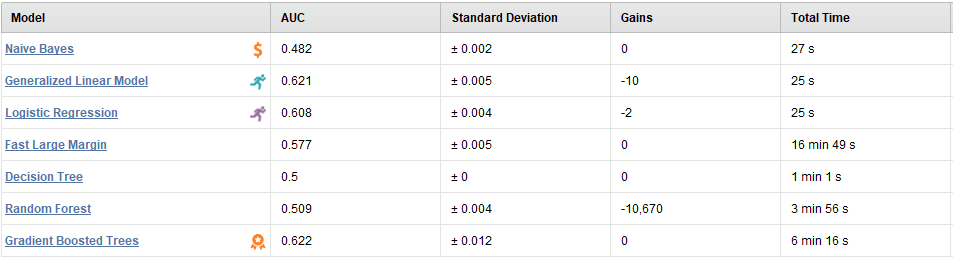 Model AUC Standard Deviation Gains Total Time
Naive Bayes $ 0.482 ± 0.002 0 27 s
Generalized Linear Model 0.621 ± 0.005 -10 25 s
Logistic Regression 0.608 ± 0.004 -2 25 s
Fast Large Margin 0.577 ± 0.005 0 16 min 49 s
Decision Tree 0.5 ± 0 0 1 min 1 s
Random Forest 0.509 ± 0.004 -10,670 3 min 56 s
Gradient Boosted Trees 0.622 ± 0.012 0 6 min 16 s